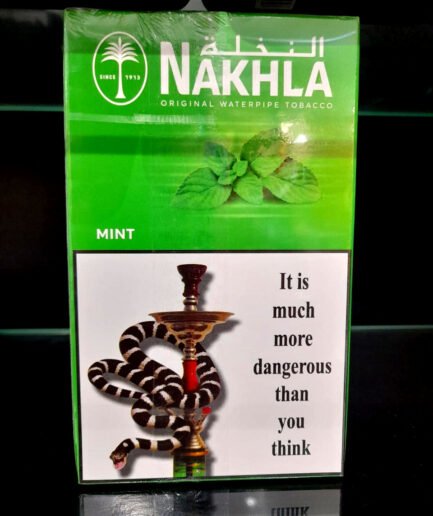 النخلة
NAKHLA
SINCE 1913
ORIGINAL WATERPIPE TOBACCO
MINT
It is
much
more
dangerous
than
you
think